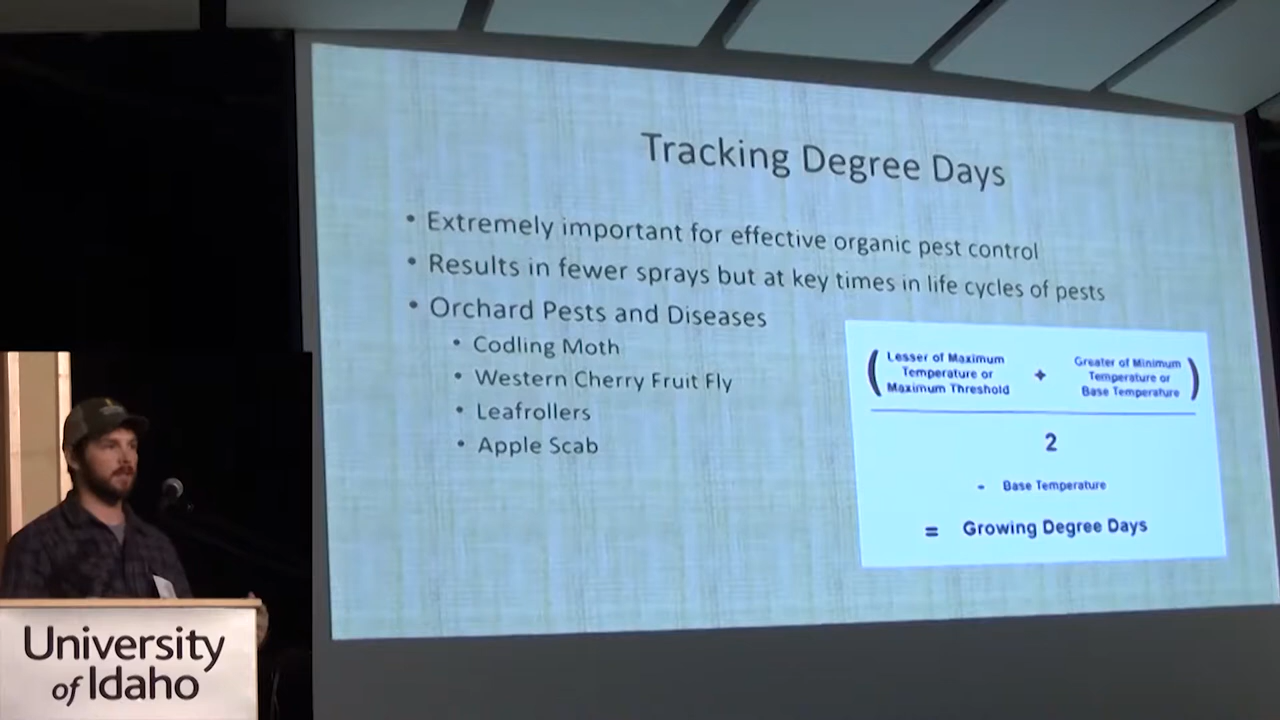 Tracking Degree Days
• Extremely important for effective organic pest control
• Results in fewer sprays but at key times in life cycles of pests
• Orchard Pests and Diseases
• Codling Moth
• Western Cherry Fruit Fly
• Leafrollers
• Apple Scab
( Lesser of Maximum
Temperature or
Maximum Threshold
+
Greater of Minimum
Temperature or
Base Temperature )
2
- Base Temperature
= Growing Degree Days
University
of Idaho